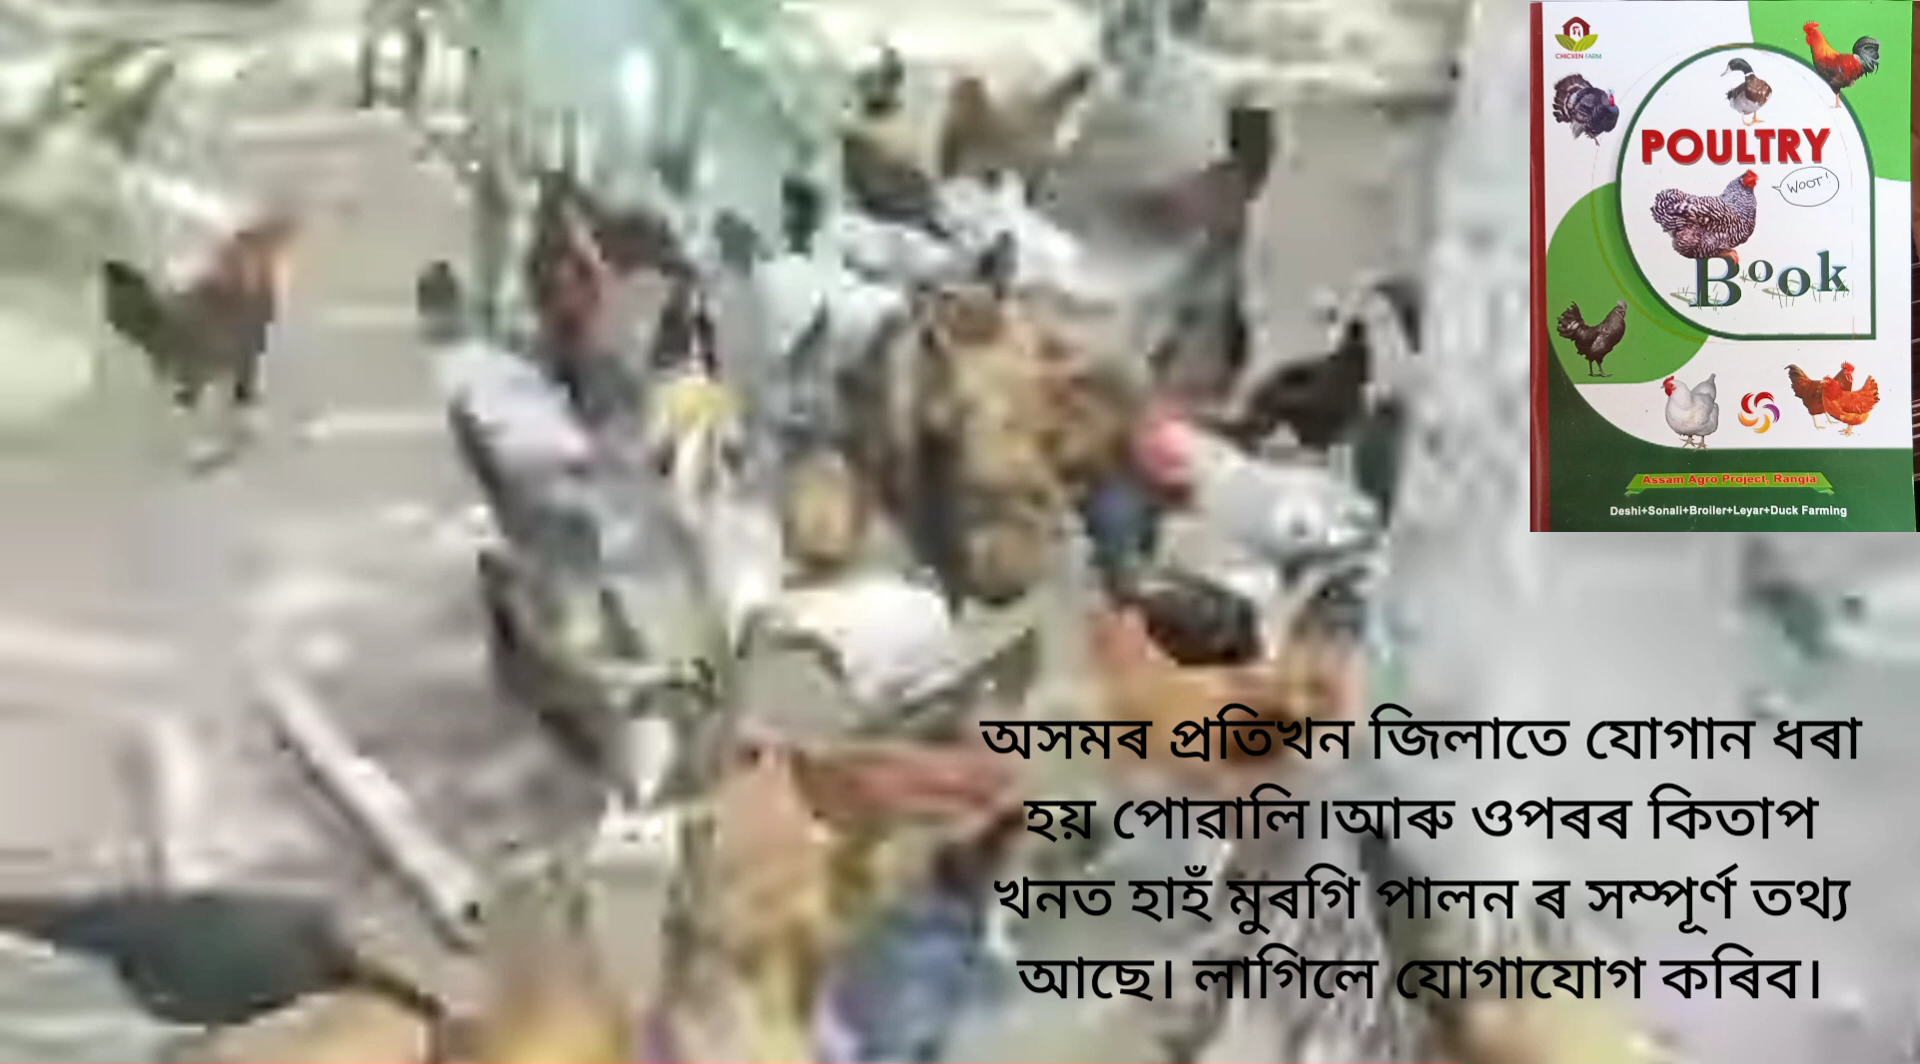 CHICKEN FARM
POULTRY
WOOT!
Book
Assam Agro Project, Rangia
Deshi+Sonali+Broiler+Leyar+Duck Farming
অসমৰ প্ৰতিখন জিলাতে যোগান ধৰা
হয় পোৱালি।আৰু ওপৰৰ কিতাপ
খনত হাহঁ মুৰগি পালন ৰ সম্পূৰ্ণ তথ্য
আছে। লাগিলে যোগাযোগ কৰিব।